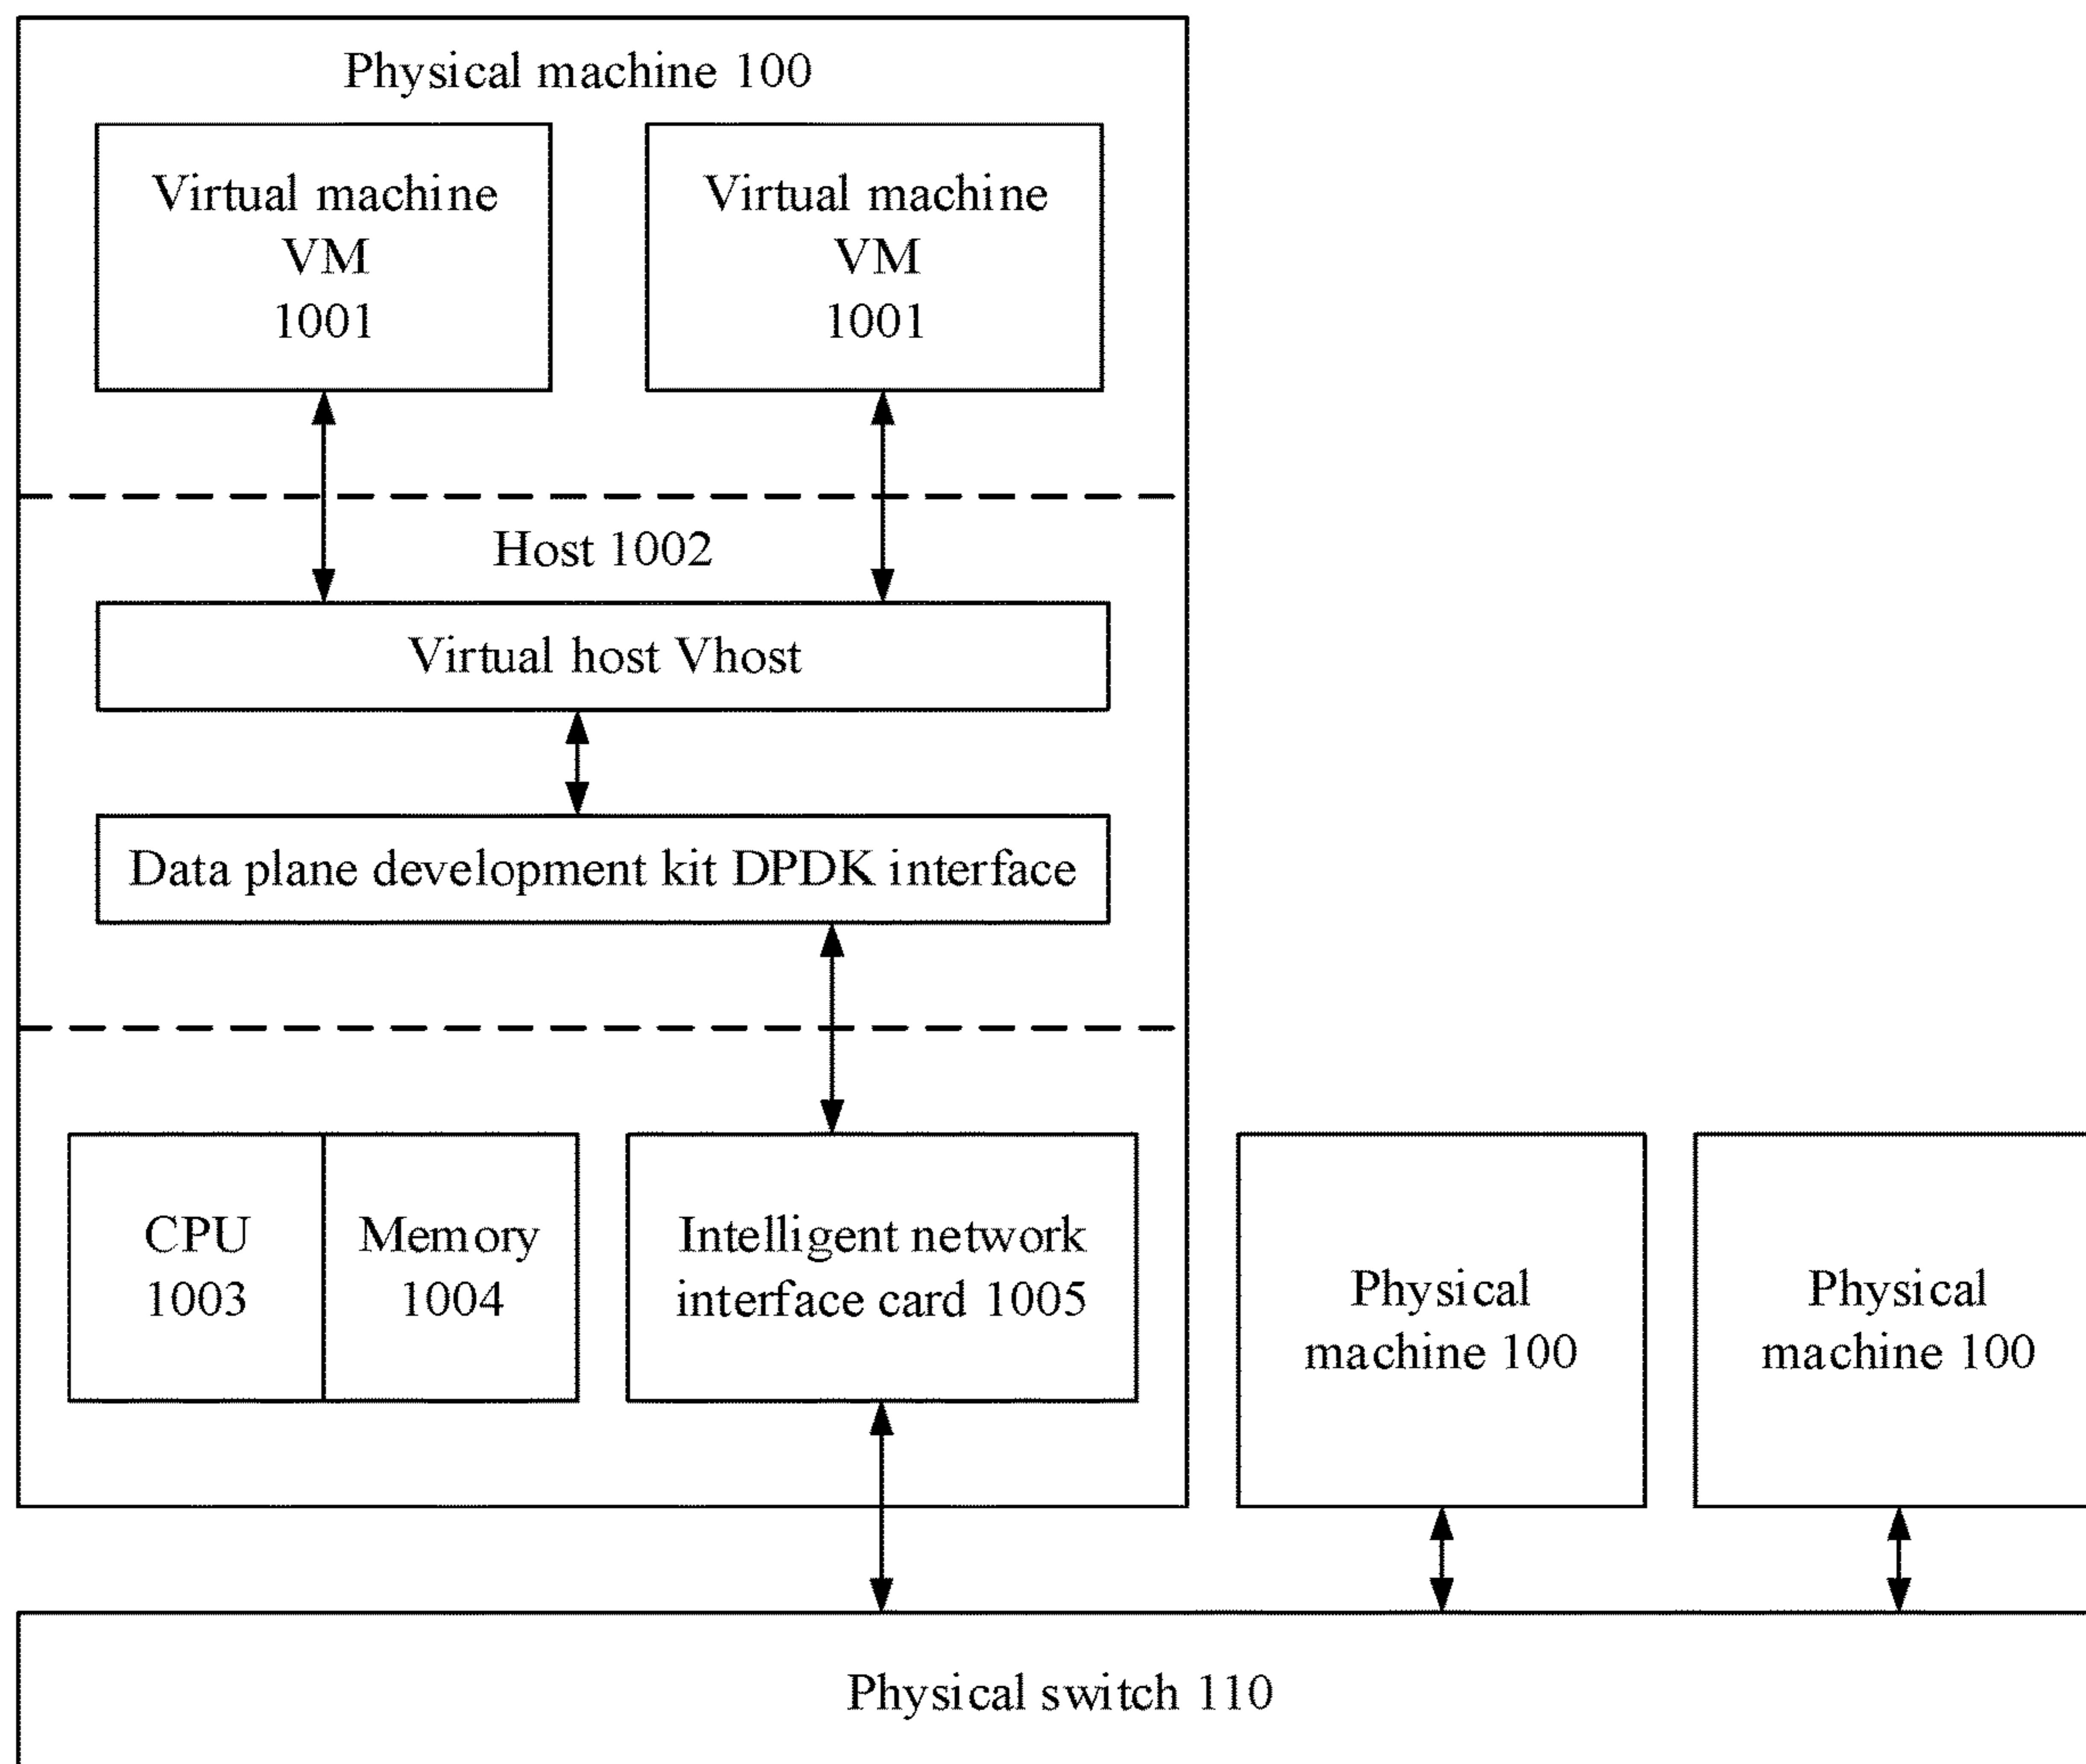 Physical machine 100
Virtual machine
VM
1001
Virtual machine
VM
1001
Host 1002
Virtual host Vhost
Data plane development kit DPDK interface
CPU
1003
Memory
1004
Intelligent network
interface card 1005
Physical
machine 100
Physical
machine 100
Physical switch 110